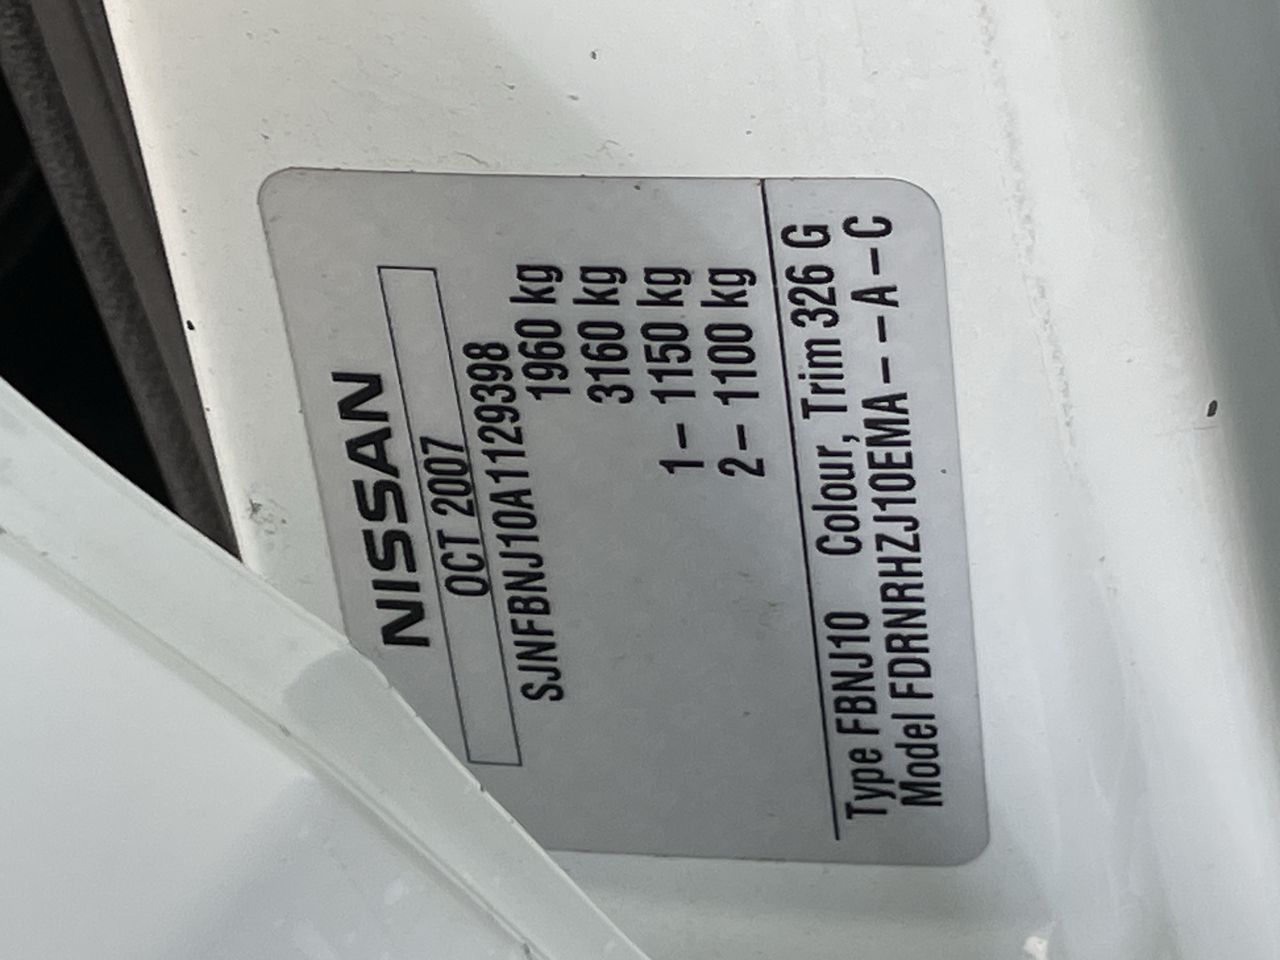 NISSAN
OCT 2007
SJNFBNJ10A1129398
1960 kg
3160 kg
1 – 1150 kg
2 – 1100 kg
Type FBNJ10 Colour, Trim 326 G
Model FDRNRHZJ10EMA – – A – C